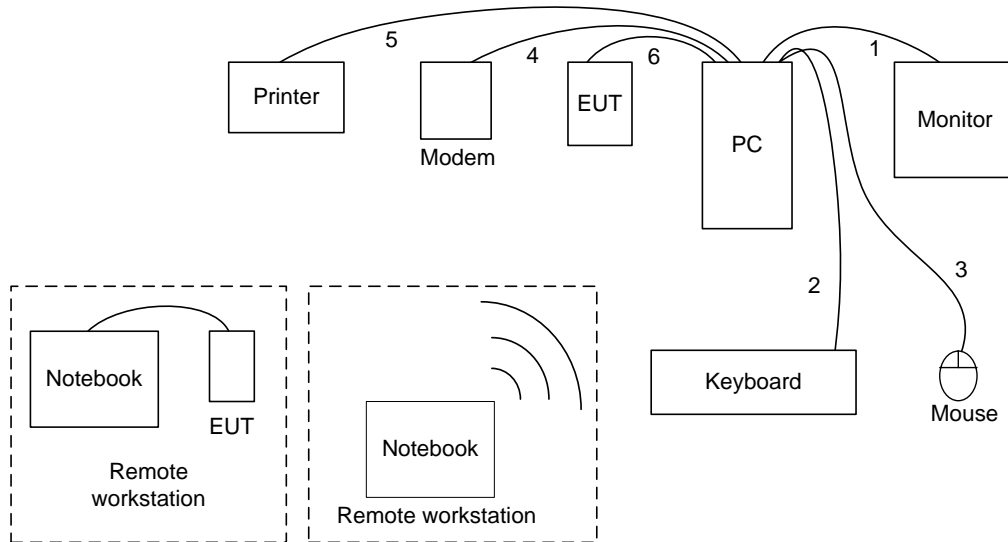 5
4
6
1
Printer
EUT
Monitor
PC
Modem
2
3
Notebook
EUT
Remote
workstation
Notebook
Remote workstation
Keyboard
Mouse